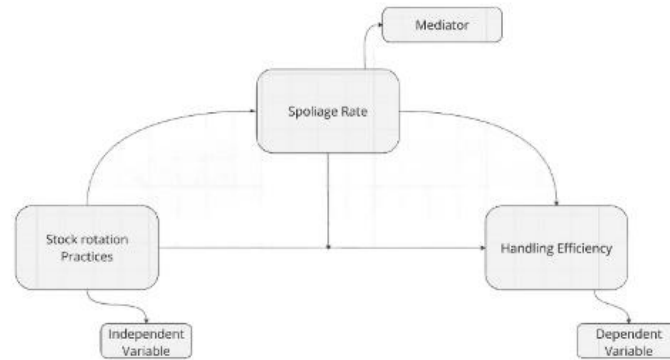 Mediator
Spoliage Rate
Stock rotation
Practices
Handling Efficiency
Independent
Variable
Dependent
Variable